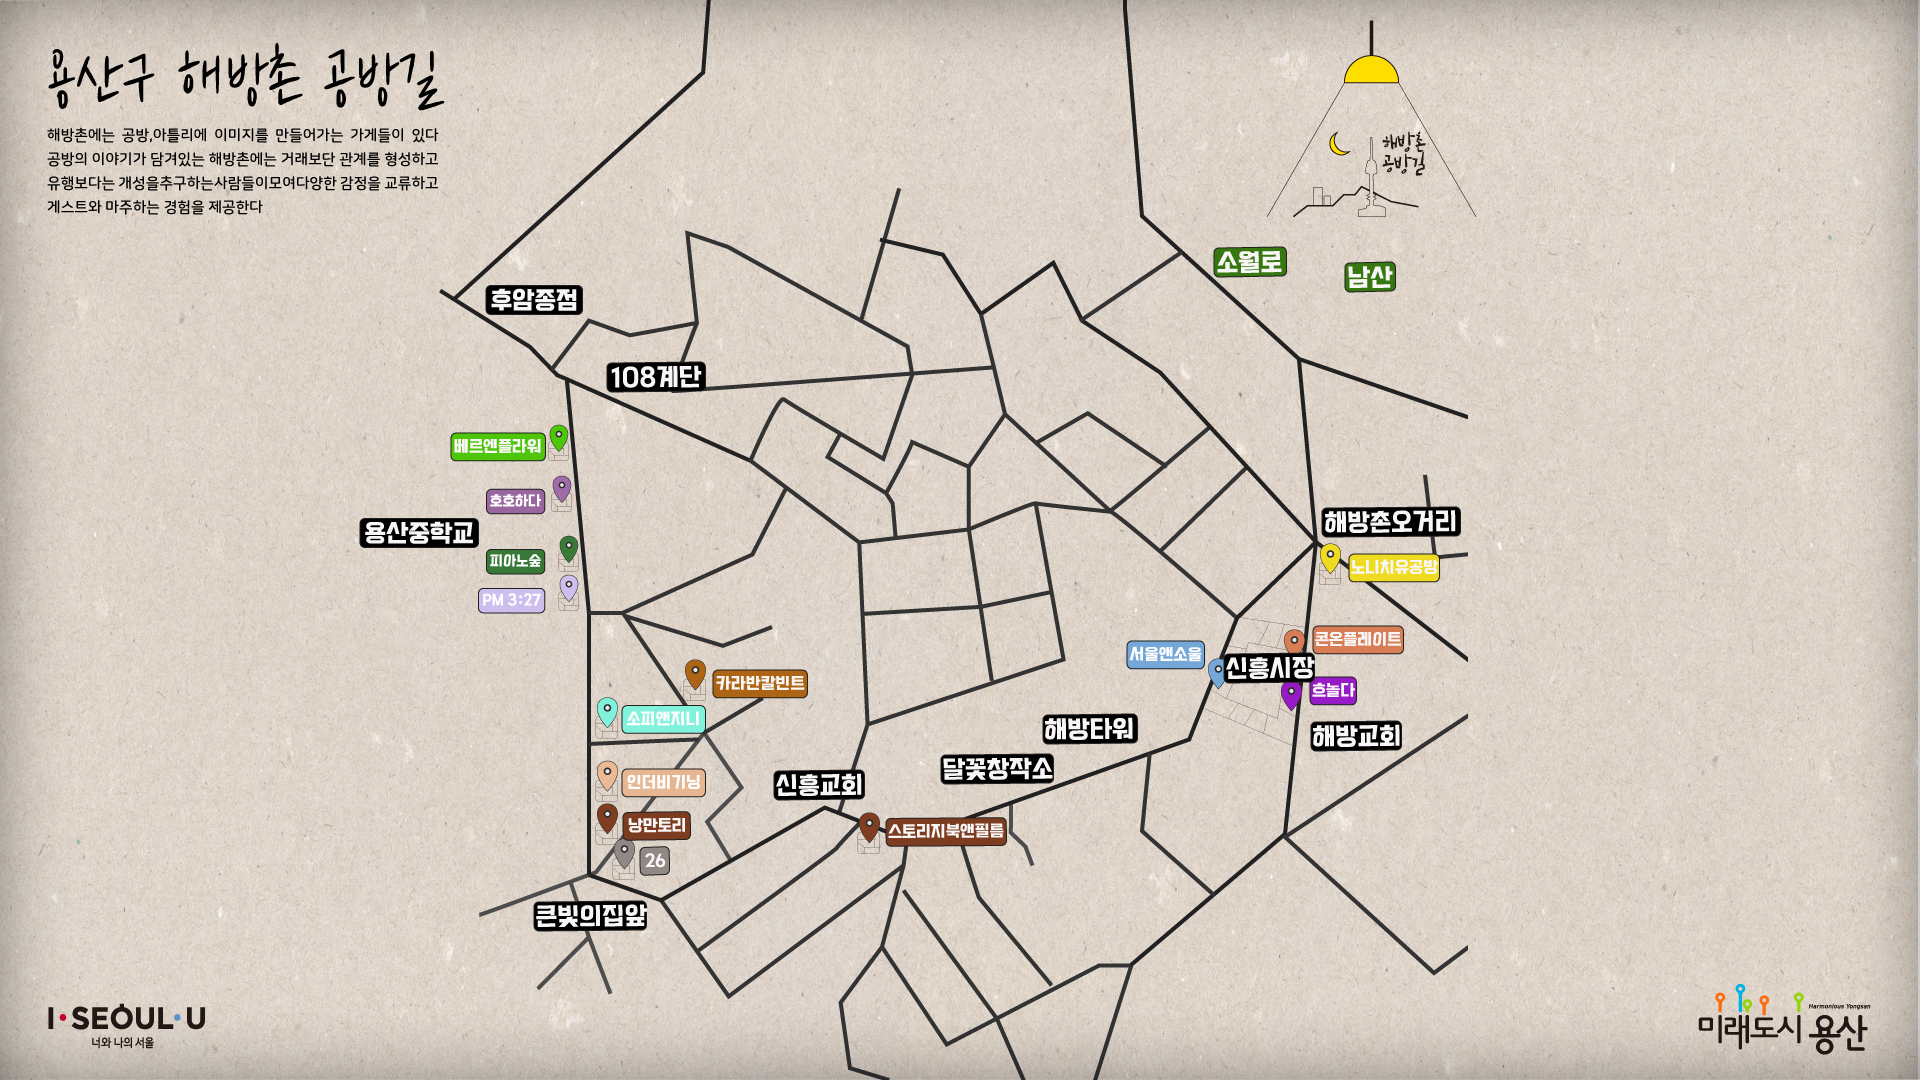 용산구 해방촌 공방길
해방촌에는 공방,아틀리에 이미지를 만들어가는 가게들이 있다
공방의 이야기가 담겨있는 해방촌에는 거래보단 관계를 형성하고
유행보다는 개성을추구하는사람들이모여다양한 감정을 교류하고
게스트와 마주하는 경험을 제공한다
해방촌
공방길
소월로
남산
후암종점
108계단
베르엔플라워
호호하다
용산중학교
피아노숲
PM 3:27
해방촌오거리
노니치유공방
콘온플레이트
서울앤소울
신흥시장
흐놀다
해방교회
카라반칼빈트
소피앤지니
해방타워
달꽃창작소
신흥교회
인더비기닝
낭만토리
스토리지북앤필름
26
큰빛의집앞
I·SEOUL·U
너와 나의 서울
Harmonious Yongsan
미래도시 용산